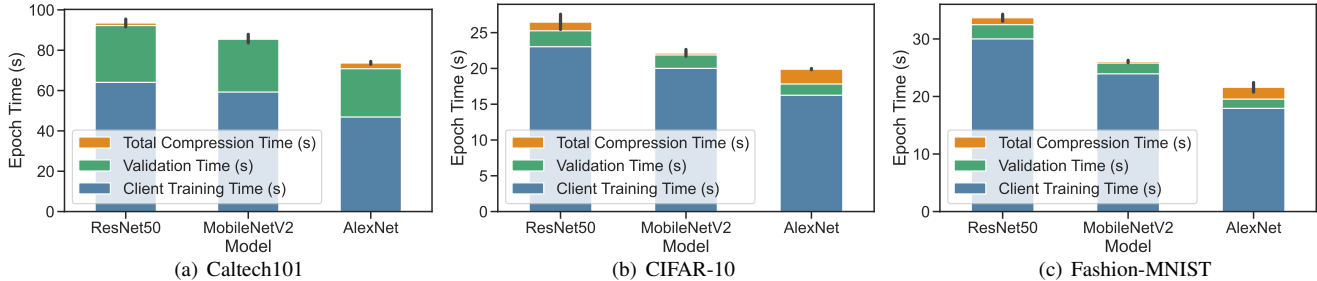 100
80
60
40
20
0
Epoch Time (s)
Total Compression Time (s)
Validation Time (s)
Client Training Time (s)
ResNet50 MobileNetV2 AlexNet
Model
(a) Caltech101
25
20
15
10
5
0
Epoch Time (s)
Total Compression Time (s)
Validation Time (s)
Client Training Time (s)
ResNet50 MobileNetV2 AlexNet
Model
(b) CIFAR-10
30
20
10
0
Epoch Time (s)
Total Compression Time (s)
Validation Time (s)
Client Training Time (s)
ResNet50 MobileNetV2 AlexNet
Model
(c) Fashion-MNIST